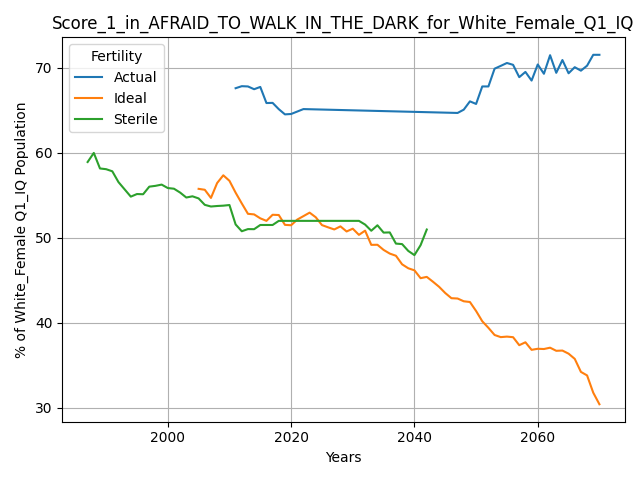 Score_1_in_AFRAID_TO_WALK_IN_THE_DARK_for_White_Female_Q1_IQ
Fertility
Actual
Ideal
Sterile
% of White_Female Q1_IQ Population
70
60
50
40
30
2000 2020 2040 2060
Years